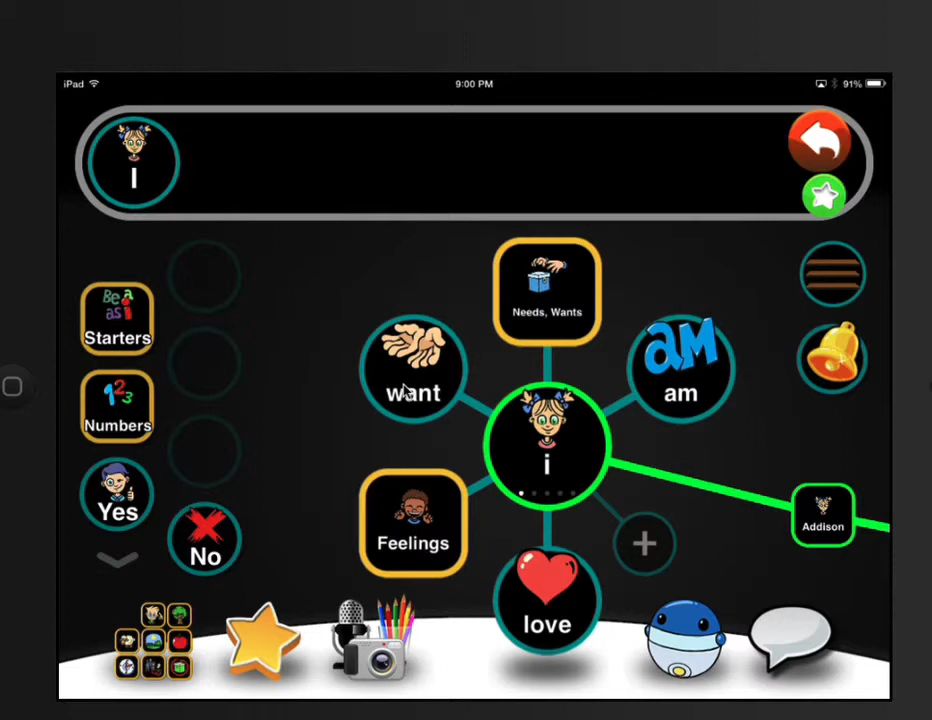 iPad
9:00 PM
91%
I
Needs, Wants
Be a
as i
Starters
want
am
am
1 2 3
Numbers
i
Yes
Feelings
Addison
No
+
love